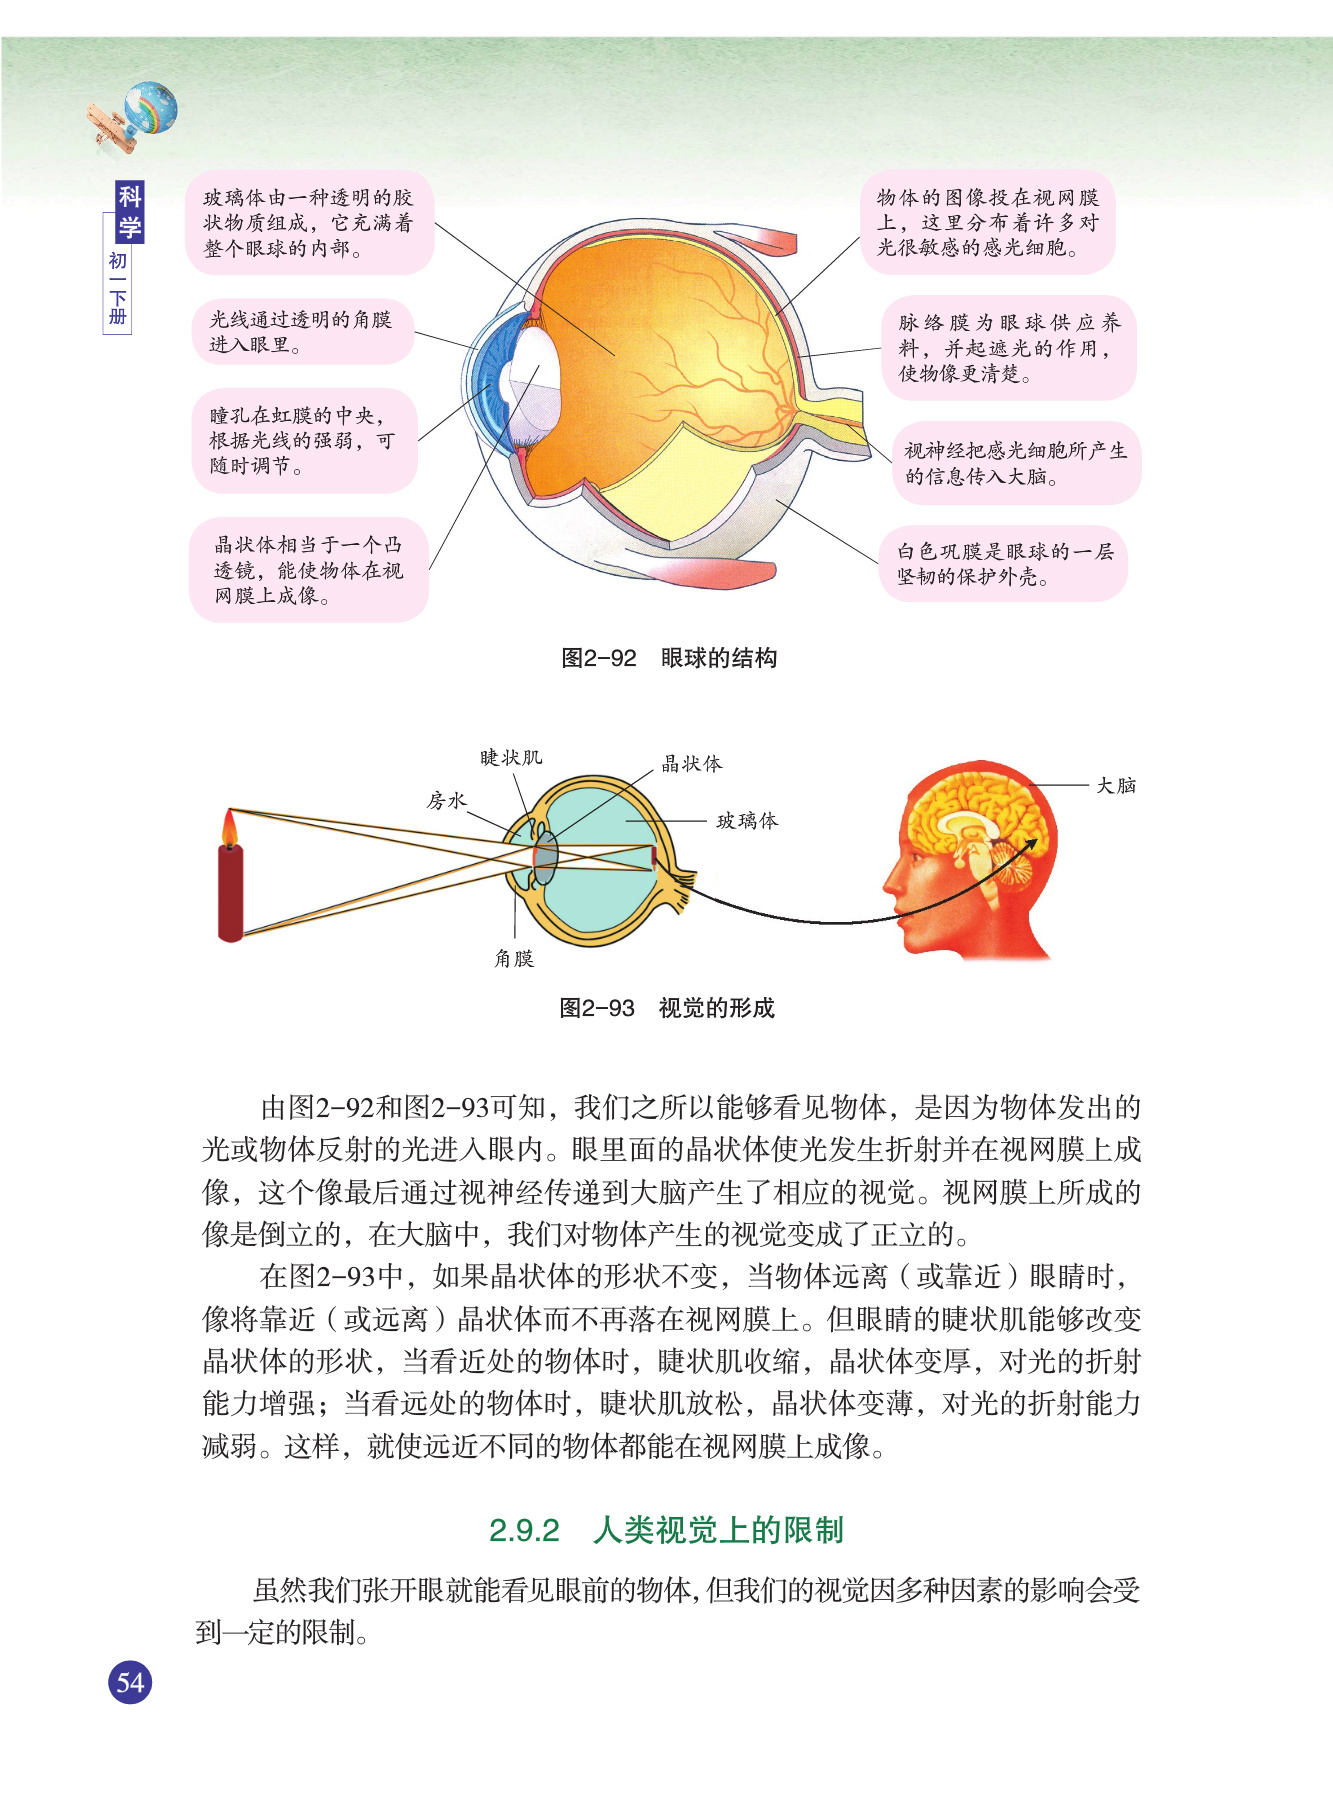 科学
初一下册
玻璃体由一种透明的胶
状物质组成，它充满着
整个眼球的内部。
光线通过透明的角膜
进入眼里。
瞳孔在虹膜的中央，
根据光线的强弱，可
随时调节。
晶状体相当于一个凸
透镜，能使物体在视
网膜上成像。
物体的图像投在视网膜
上，这里分布着许多对
光很敏感的感光细胞。
脉络膜为眼球供应养
料，并起遮光的作用，
使物像更清楚。
视神经把感光细胞所产生
的信息传入大脑。
白色巩膜是眼球的一层
坚韧的保护外壳。
图2-92 眼球的结构
睫状肌
晶状体
房水
玻璃体
大脑
角膜
图2-93 视觉的形成
由图2-92和图2-93可知，我们之所以能够看见物体，是因为物体发出的
光或物体反射的光进入眼内。眼里面的晶状体使光发生折射并在视网膜上成
像，这个像最后通过视神经传递到大脑产生了相应的视觉。视网膜上所成的
像是倒立的，在大脑中，我们对物体产生的视觉变成了正立的。
在图2-93中，如果晶状体的形状不变，当物体远离（或靠近）眼睛时，
像将靠近（或远离）晶状体而不再落在视网膜上。但眼睛的睫状肌能够改变
晶状体的形状，当看近处的物体时，睫状肌收缩，晶状体变厚，对光的折射
能力增强；当看远处的物体时，睫状肌放松，晶状体变薄，对光的折射能力
减弱。这样，就使远近不同的物体都能在视网膜上成像。
2.9.2 人类视觉上的限制
虽然我们张开眼就能看见眼前的物体，但我们的视觉因多种因素的影响会受
到一定的限制。
54